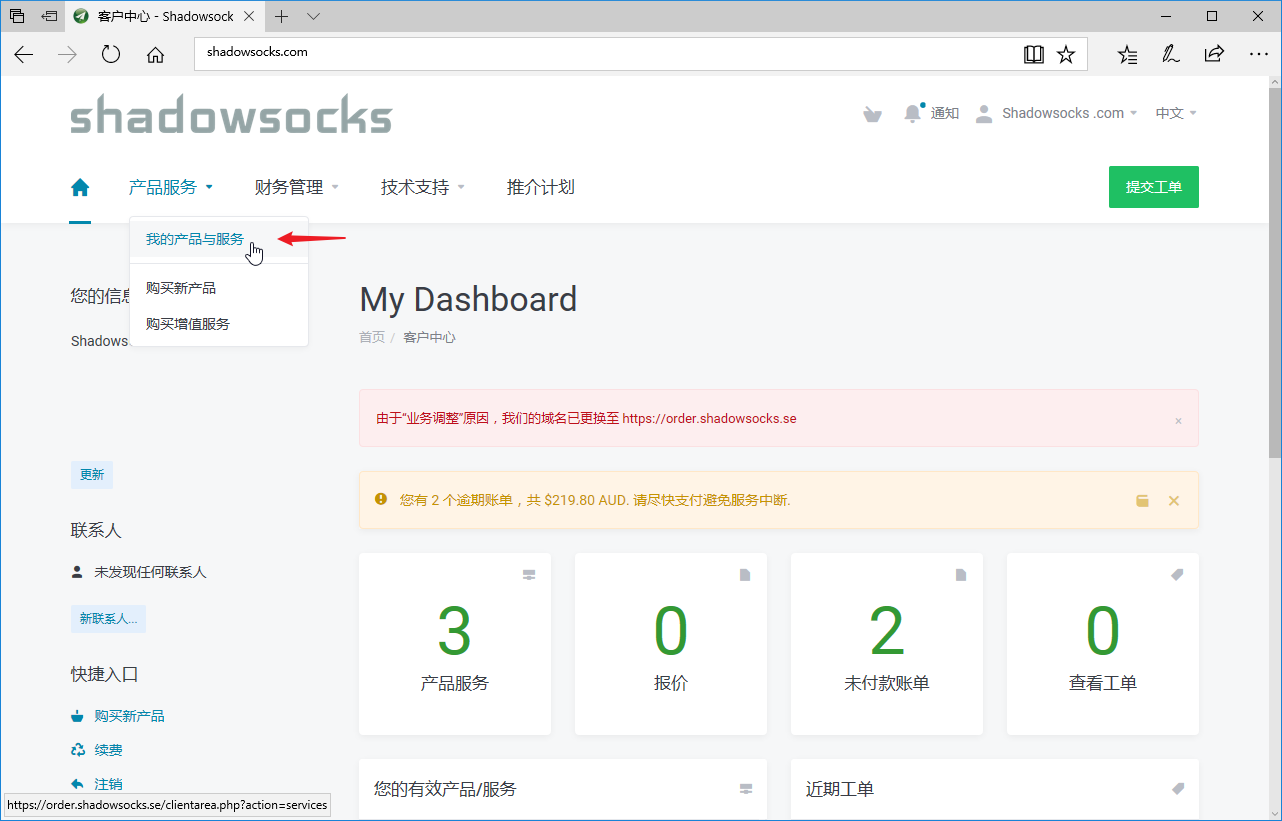 客户中心 - Shadowsock
shadowsocks.com
shadowsocks
通知
Shadowsocks .com
中文
产品服务
财务管理
技术支持
推介计划
提交工单
我的产品与服务
购买新产品
购买增值服务
您的信息
Shadows
My Dashboard
首页 / 客户中心
由于“业务调整”原因，我们的域名已更换至 https://order.shadowsocks.se
×
您有 2 个逾期账单，共 $219.80 AUD. 请尽快支付避免服务中断.
更新
联系人
未发现任何联系人
新联系人...
快捷入口
购买新产品
续费
注销
3
产品服务
0
报价
2
未付款账单
0
查看工单
您的有效产品/服务
近期工单
https://order.shadowsocks.se/clientarea.php?action=services